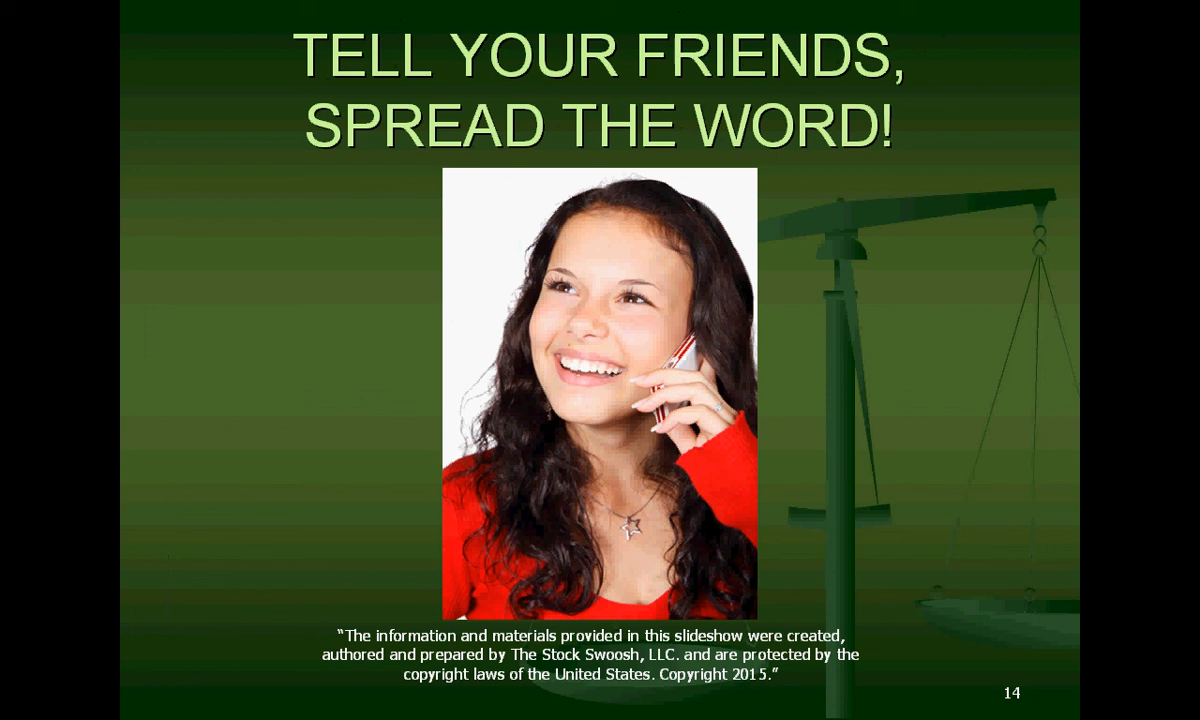 TELL YOUR FRIENDS,
SPREAD THE WORD!
“The information and materials provided in this slideshow were created,
authored and prepared by The Stock Swoosh, LLC. and are protected by the
copyright laws of the United States. Copyright 2015.”
14